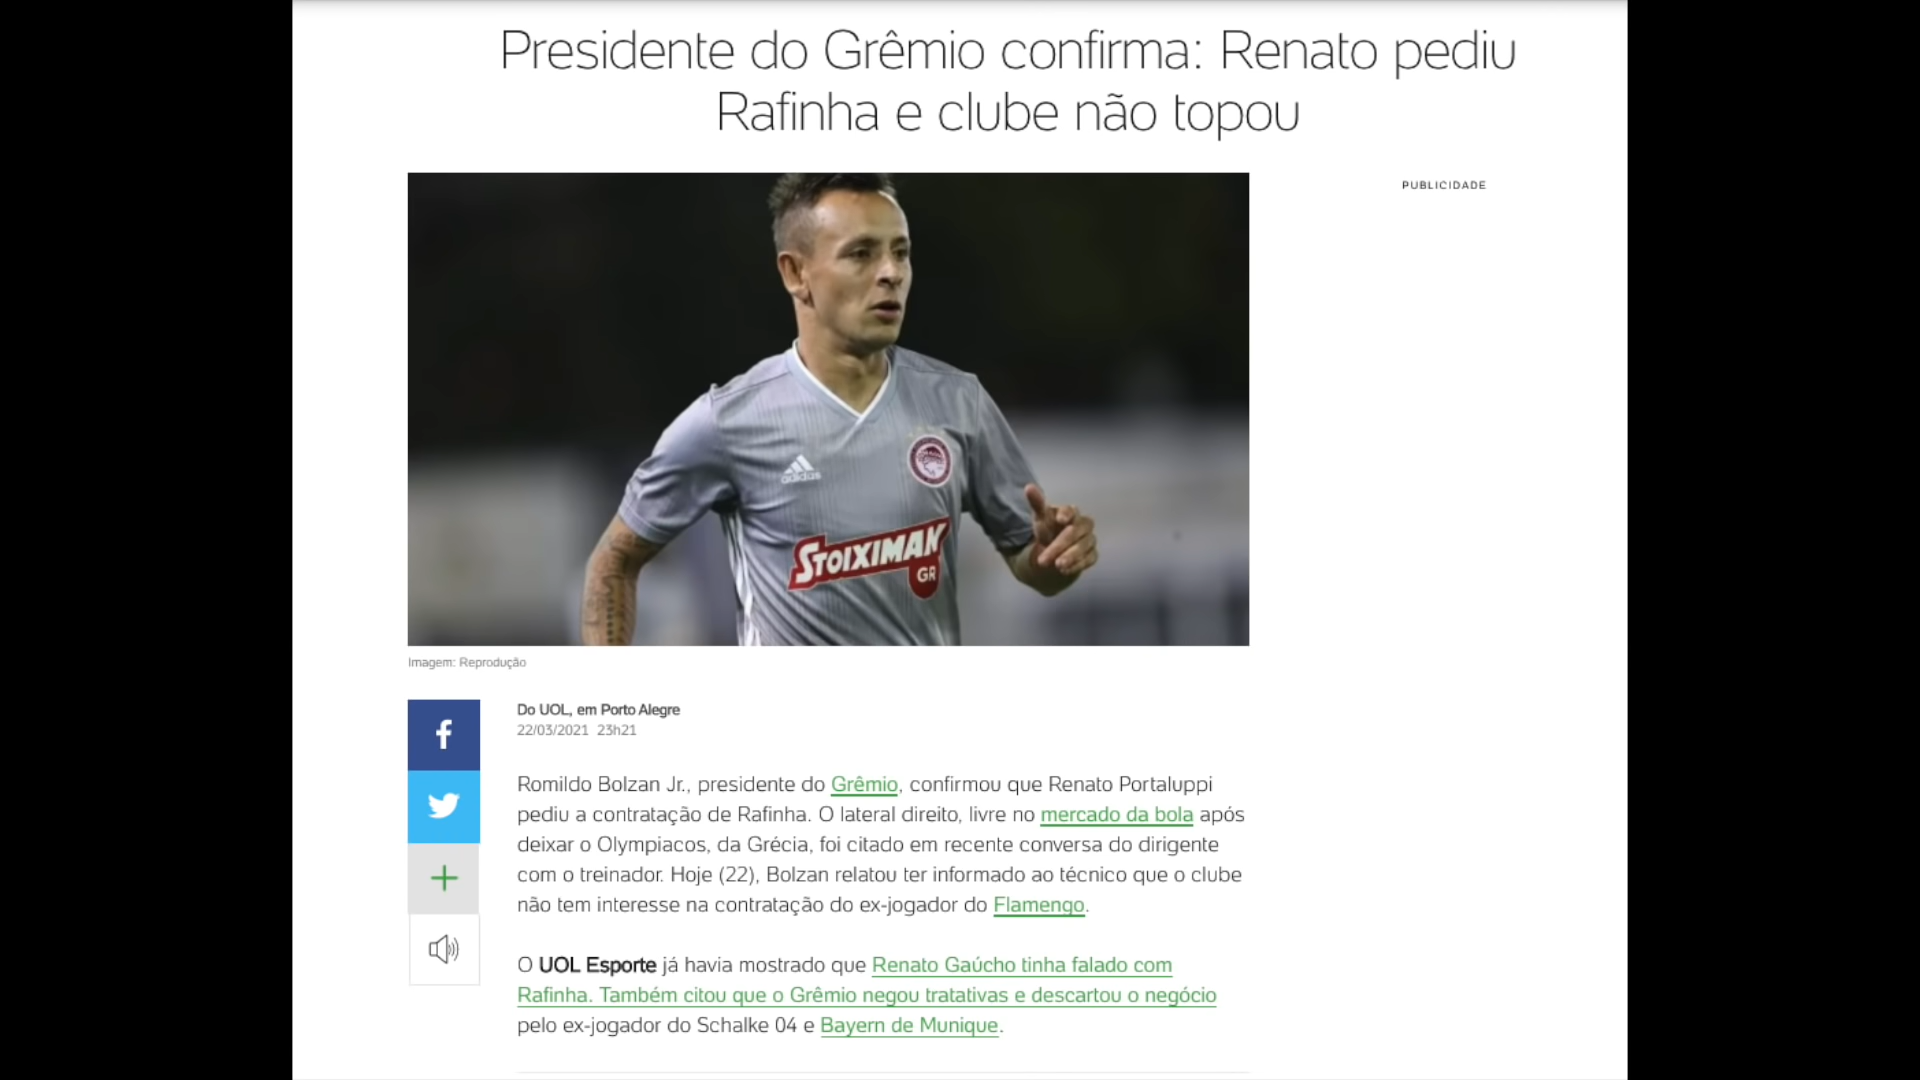 Presidente do Grêmio confirma: Renato pediu
Rafinha e clube não topou
PUBLICIDADE
adidas
STOIXIMAN
GR
Imagem: Reprodução
Do UOL, em Porto Alegre
22/03/2021 23h21
Romildo Bolzan Jr., presidente do Grêmio, confirmou que Renato Portaluppi
pediu a contratação de Rafinha. O lateral direito, livre no mercado da bola após
deixar o Olympiacos, da Grécia, foi citado em recente conversa do dirigente
com o treinador. Hoje (22), Bolzan relatou ter informado ao técnico que o clube
não tem interesse na contratação do ex-jogador do Flamengo.
O UOL Esporte já havia mostrado que Renato Gaúcho tinha falado com
Rafinha. Também citou que o Grêmio negou tratativas e descartou o negócio
pelo ex-jogador do Schalke 04 e Bayern de Munique.